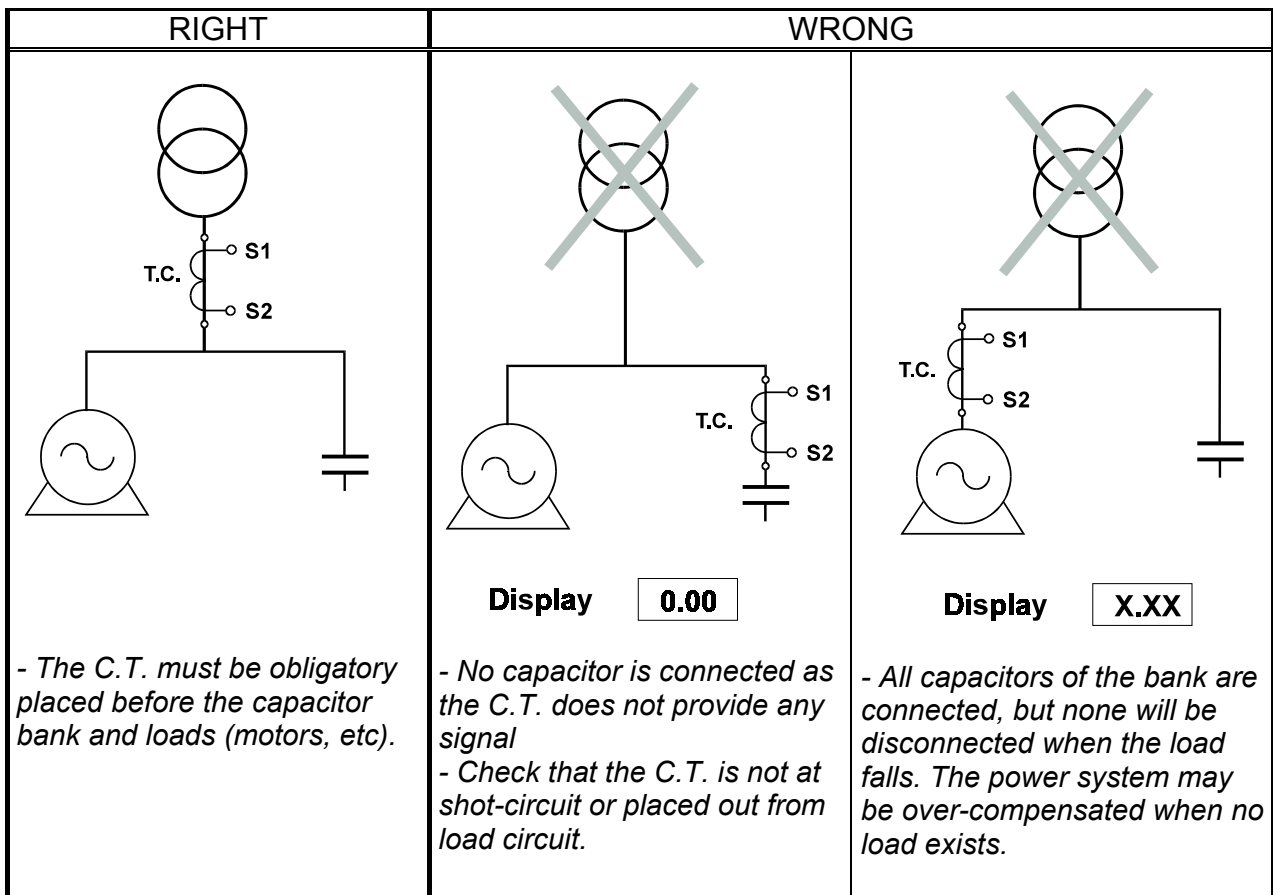 RIGHT
WRONG
S1
T.C.
S2
- The C.T. must be obligatory
placed before the capacitor
bank and loads (motors, etc).
S1
T.C.
S2
Display 0.00
- No capacitor is connected as
the C.T. does not provide any
signal
- Check that the C.T. is not at
shot-circuit or placed out from
load circuit.
S1
T.C.
S2
Display X.XX
- All capacitors of the bank are
connected, but none will be
disconnected when the load
falls. The power system may
be over-compensated when no
load exists.